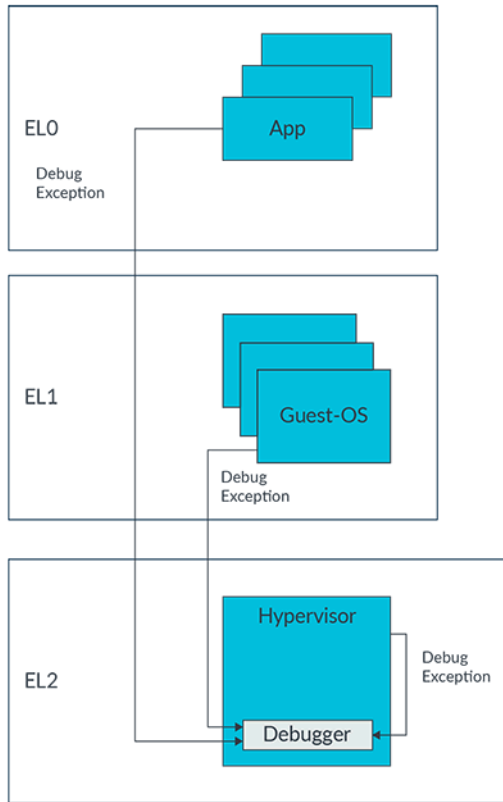 EL0
App
Debug
Exception
EL1
Guest-OS
Debug
Exception
EL2
Hypervisor
Debug
Exception
Debugger